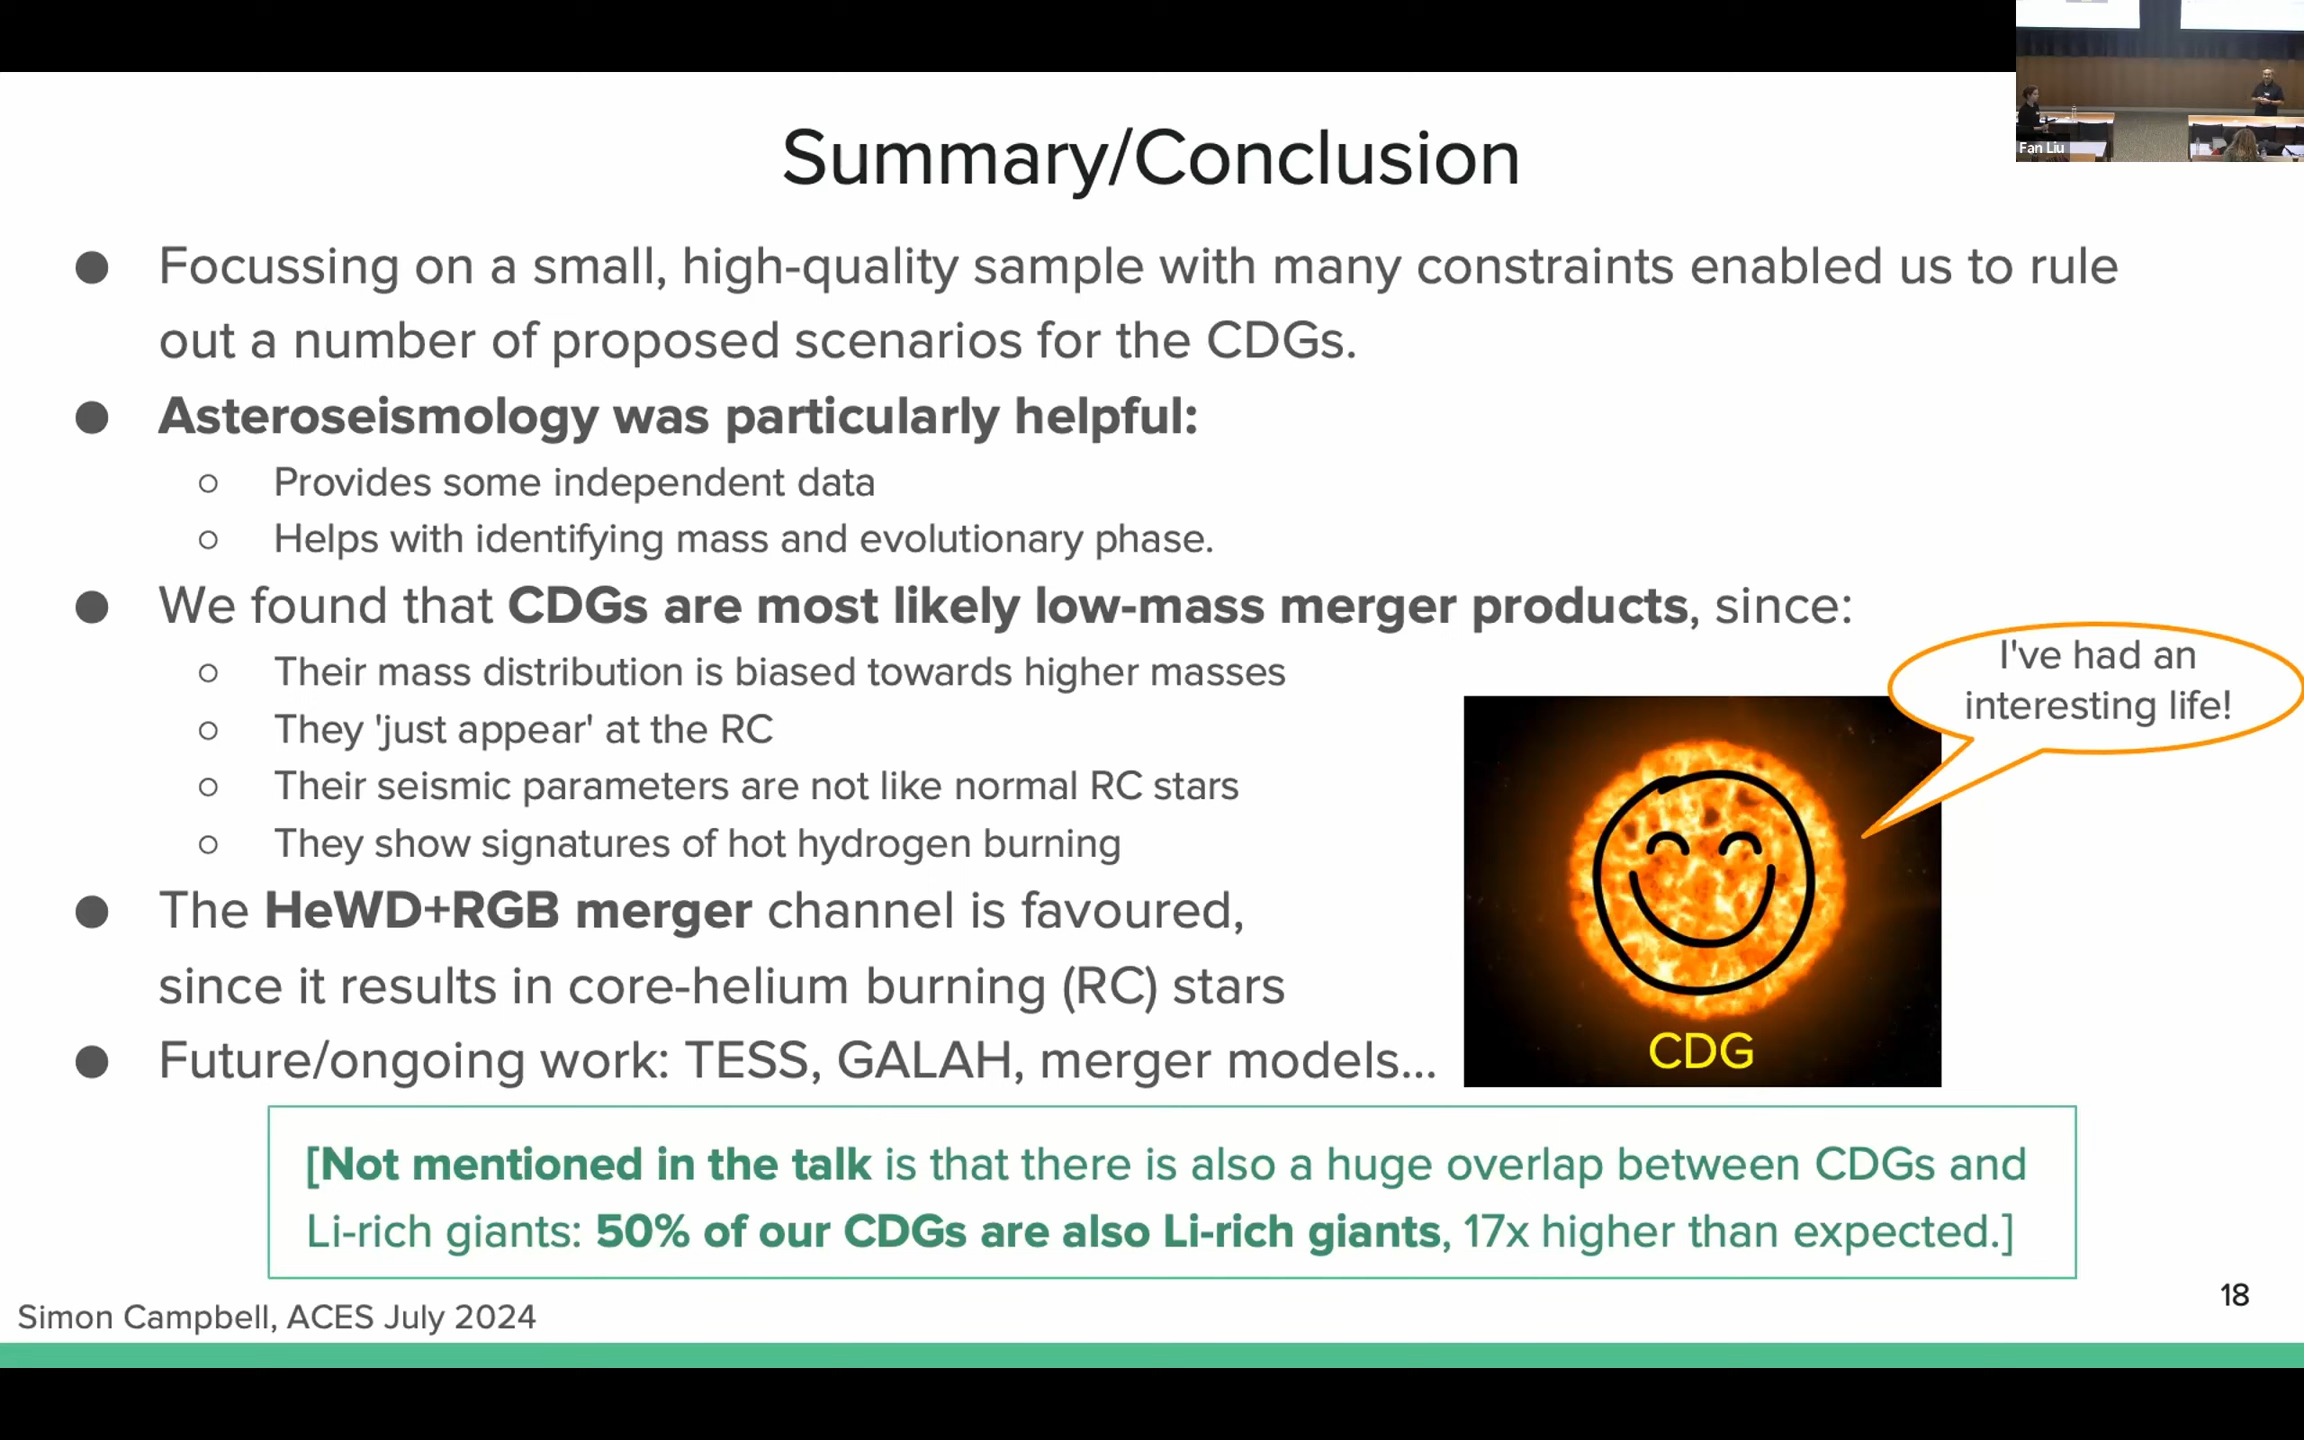 Fan Liu
Summary/Conclusion
● Focussing on a small, high-quality sample with many constraints enabled us to rule
out a number of proposed scenarios for the CDGs.
● Asteroseismology was particularly helpful:
○ Provides some independent data
○ Helps with identifying mass and evolutionary phase.
● We found that CDGs are most likely low-mass merger products, since:
○ Their mass distribution is biased towards higher masses
○ They 'just appear' at the RC
○ Their seismic parameters are not like normal RC stars
○ They show signatures of hot hydrogen burning
● The HeWD+RGB merger channel is favoured,
since it results in core-helium burning (RC) stars
● Future/ongoing work: TESS, GALAH, merger models...
I've had an
interesting life!
CDG
[Not mentioned in the talk is that there is also a huge overlap between CDGs and
Li-rich giants: 50% of our CDGs are also Li-rich giants, 17x higher than expected.]
18
Simon Campbell, ACES July 2024